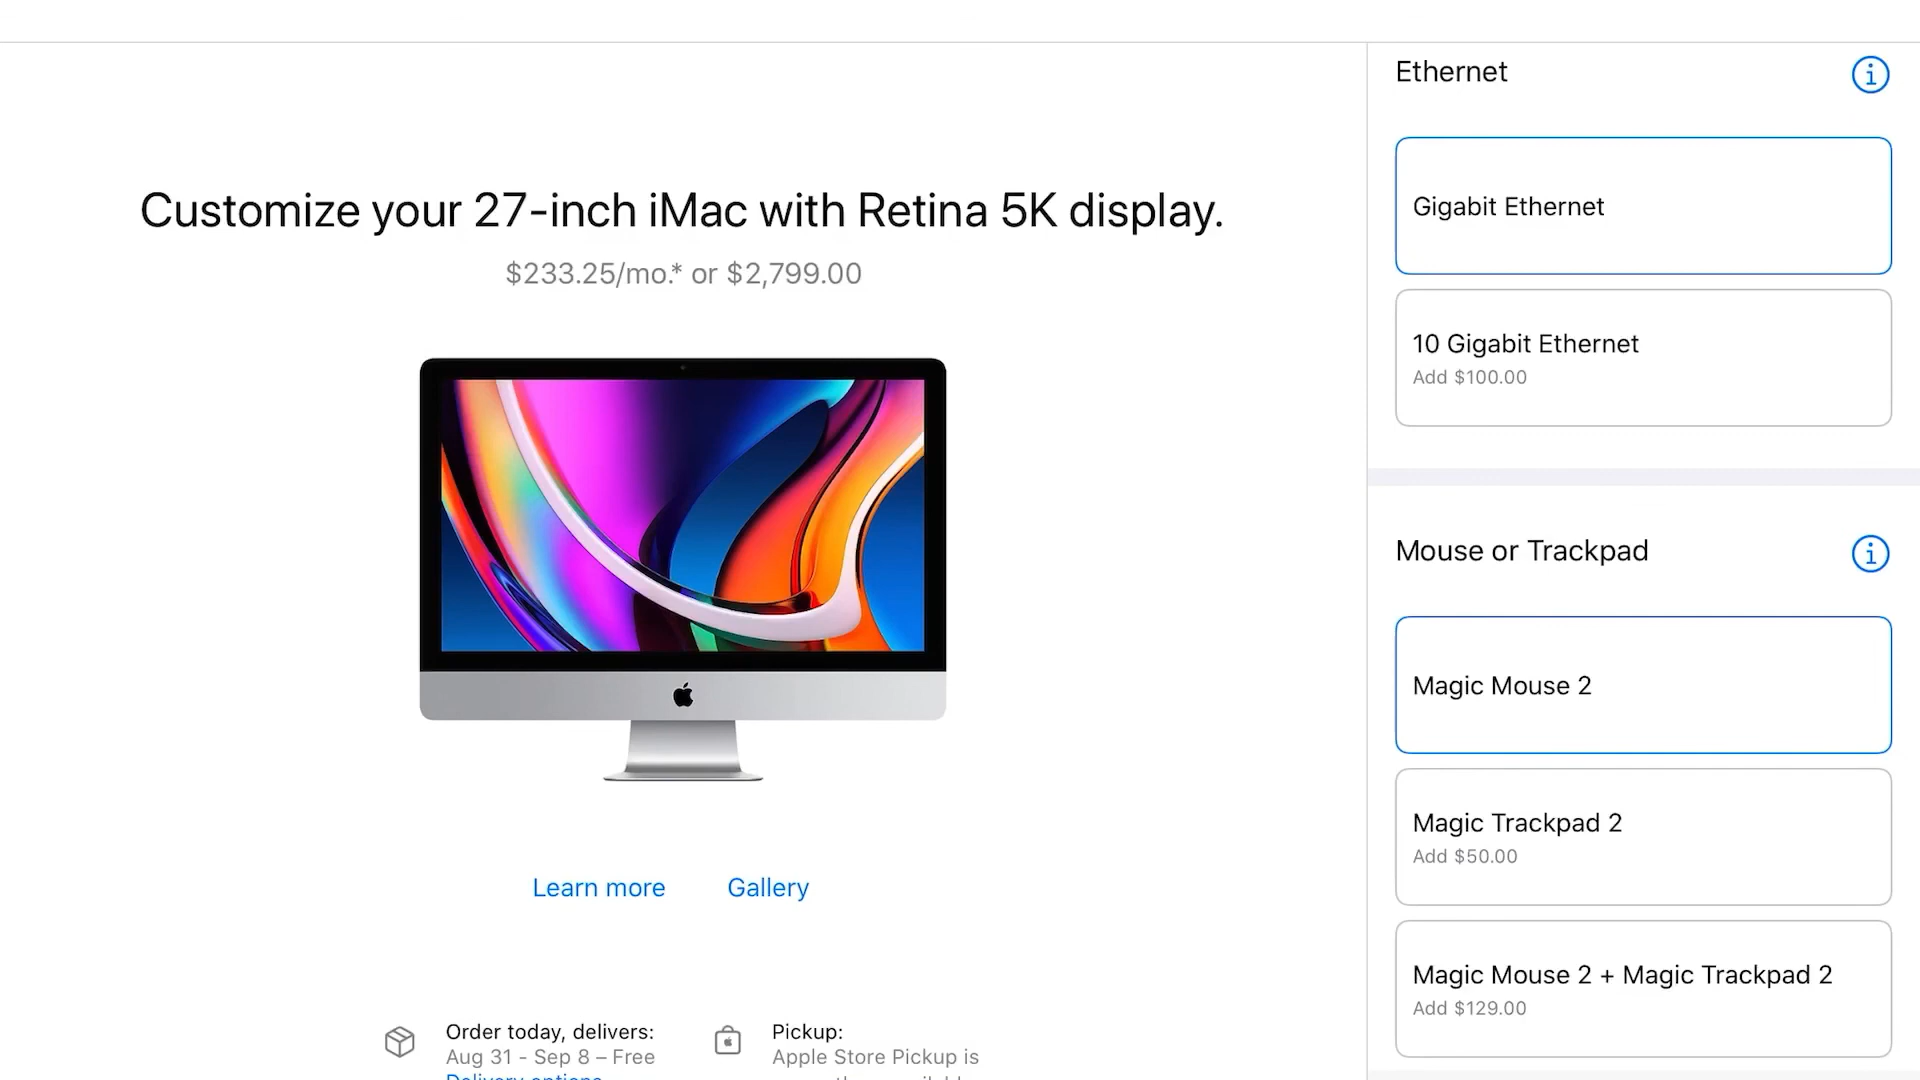 Customize your 27-inch iMac with Retina 5K display.
$233.25/mo.* or $2,799.00
Learn more
Gallery
Order today, delivers:
Aug 31 - Sep 8 – Free
Delivery options
Pickup:
Apple Store Pickup is
Ethernet
Gigabit Ethernet
10 Gigabit Ethernet
Add $100.00
Mouse or Trackpad
Magic Mouse 2
Magic Trackpad 2
Add $50.00
Magic Mouse 2 + Magic Trackpad 2
Add $129.00